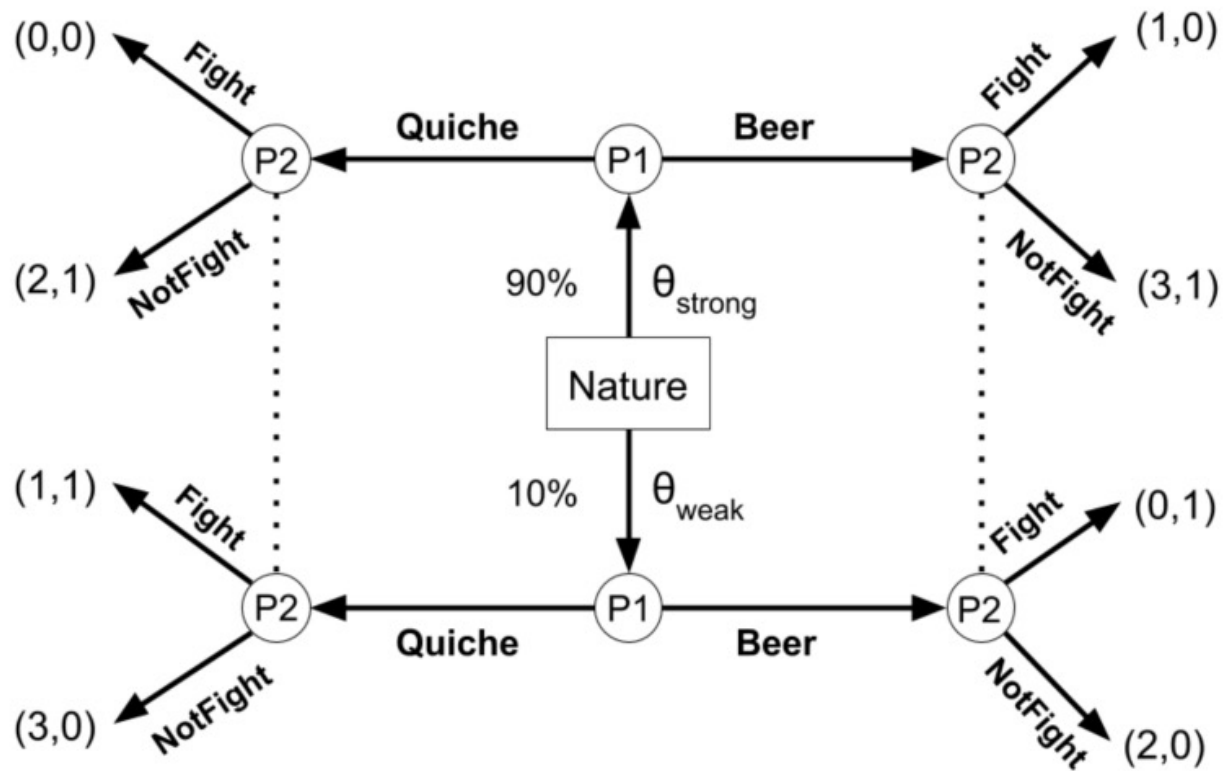 (0,0)
Fight
(1,0)
Fight
Quiche
Beer
P2
P1
P2
(2,1)
NotFight
90%
θstrong
NotFight
(3,1)
Nature
(1,1)
Fight
10%
θweak
Fight
(0,1)
P2
P1
P2
Quiche
Beer
(3,0)
NotFight
NotFight
(2,0)